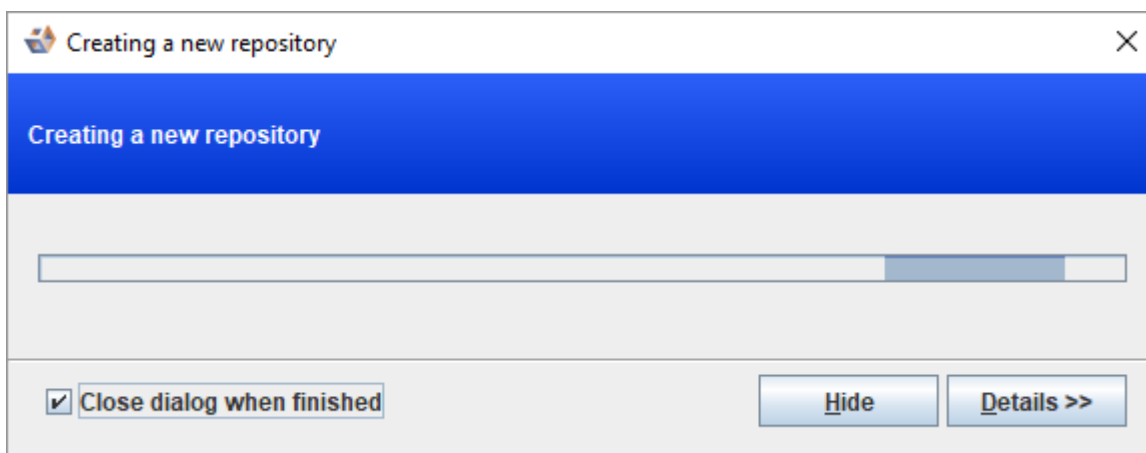 Creating a new repository
Creating a new repository
Close dialog when finished
Hide
Details >>